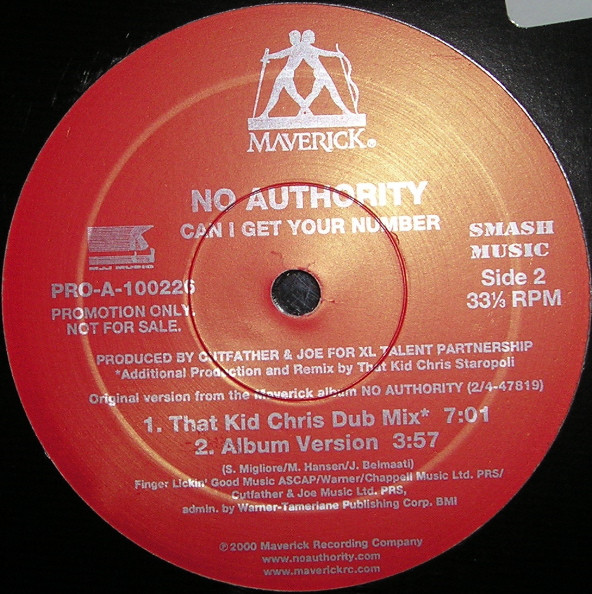 MAVERICK®
NO AUTHORITY
CAN I GET YOUR NUMBER
SMASH
MUSIC
PRO-A-100226
Side 2
33⅓ RPM
PROMOTION ONLY.
NOT FOR SALE.
PRODUCED BY CUTFATHER & JOE FOR XL TALENT PARTNERSHIP
*Additional Production and Remix by That Kid Chris Staropoli
Original version from the Maverick album NO AUTHORITY (2/4-47819)
1. That Kid Chris Dub Mix* 7:01
2. Album Version 3:57
(S. Migliore/M. Hansen/J. Belmaati)
Finger Lickin' Good Music ASCAP/Warner/Chappell Music Ltd. PRS/
Cutfather & Joe Music Ltd. PRS,
admin. by Warner-Tamerlane Publishing Corp. BMI
℗2000 Maverick Recording Company
www.noauthority.com
www.maverickrc.com